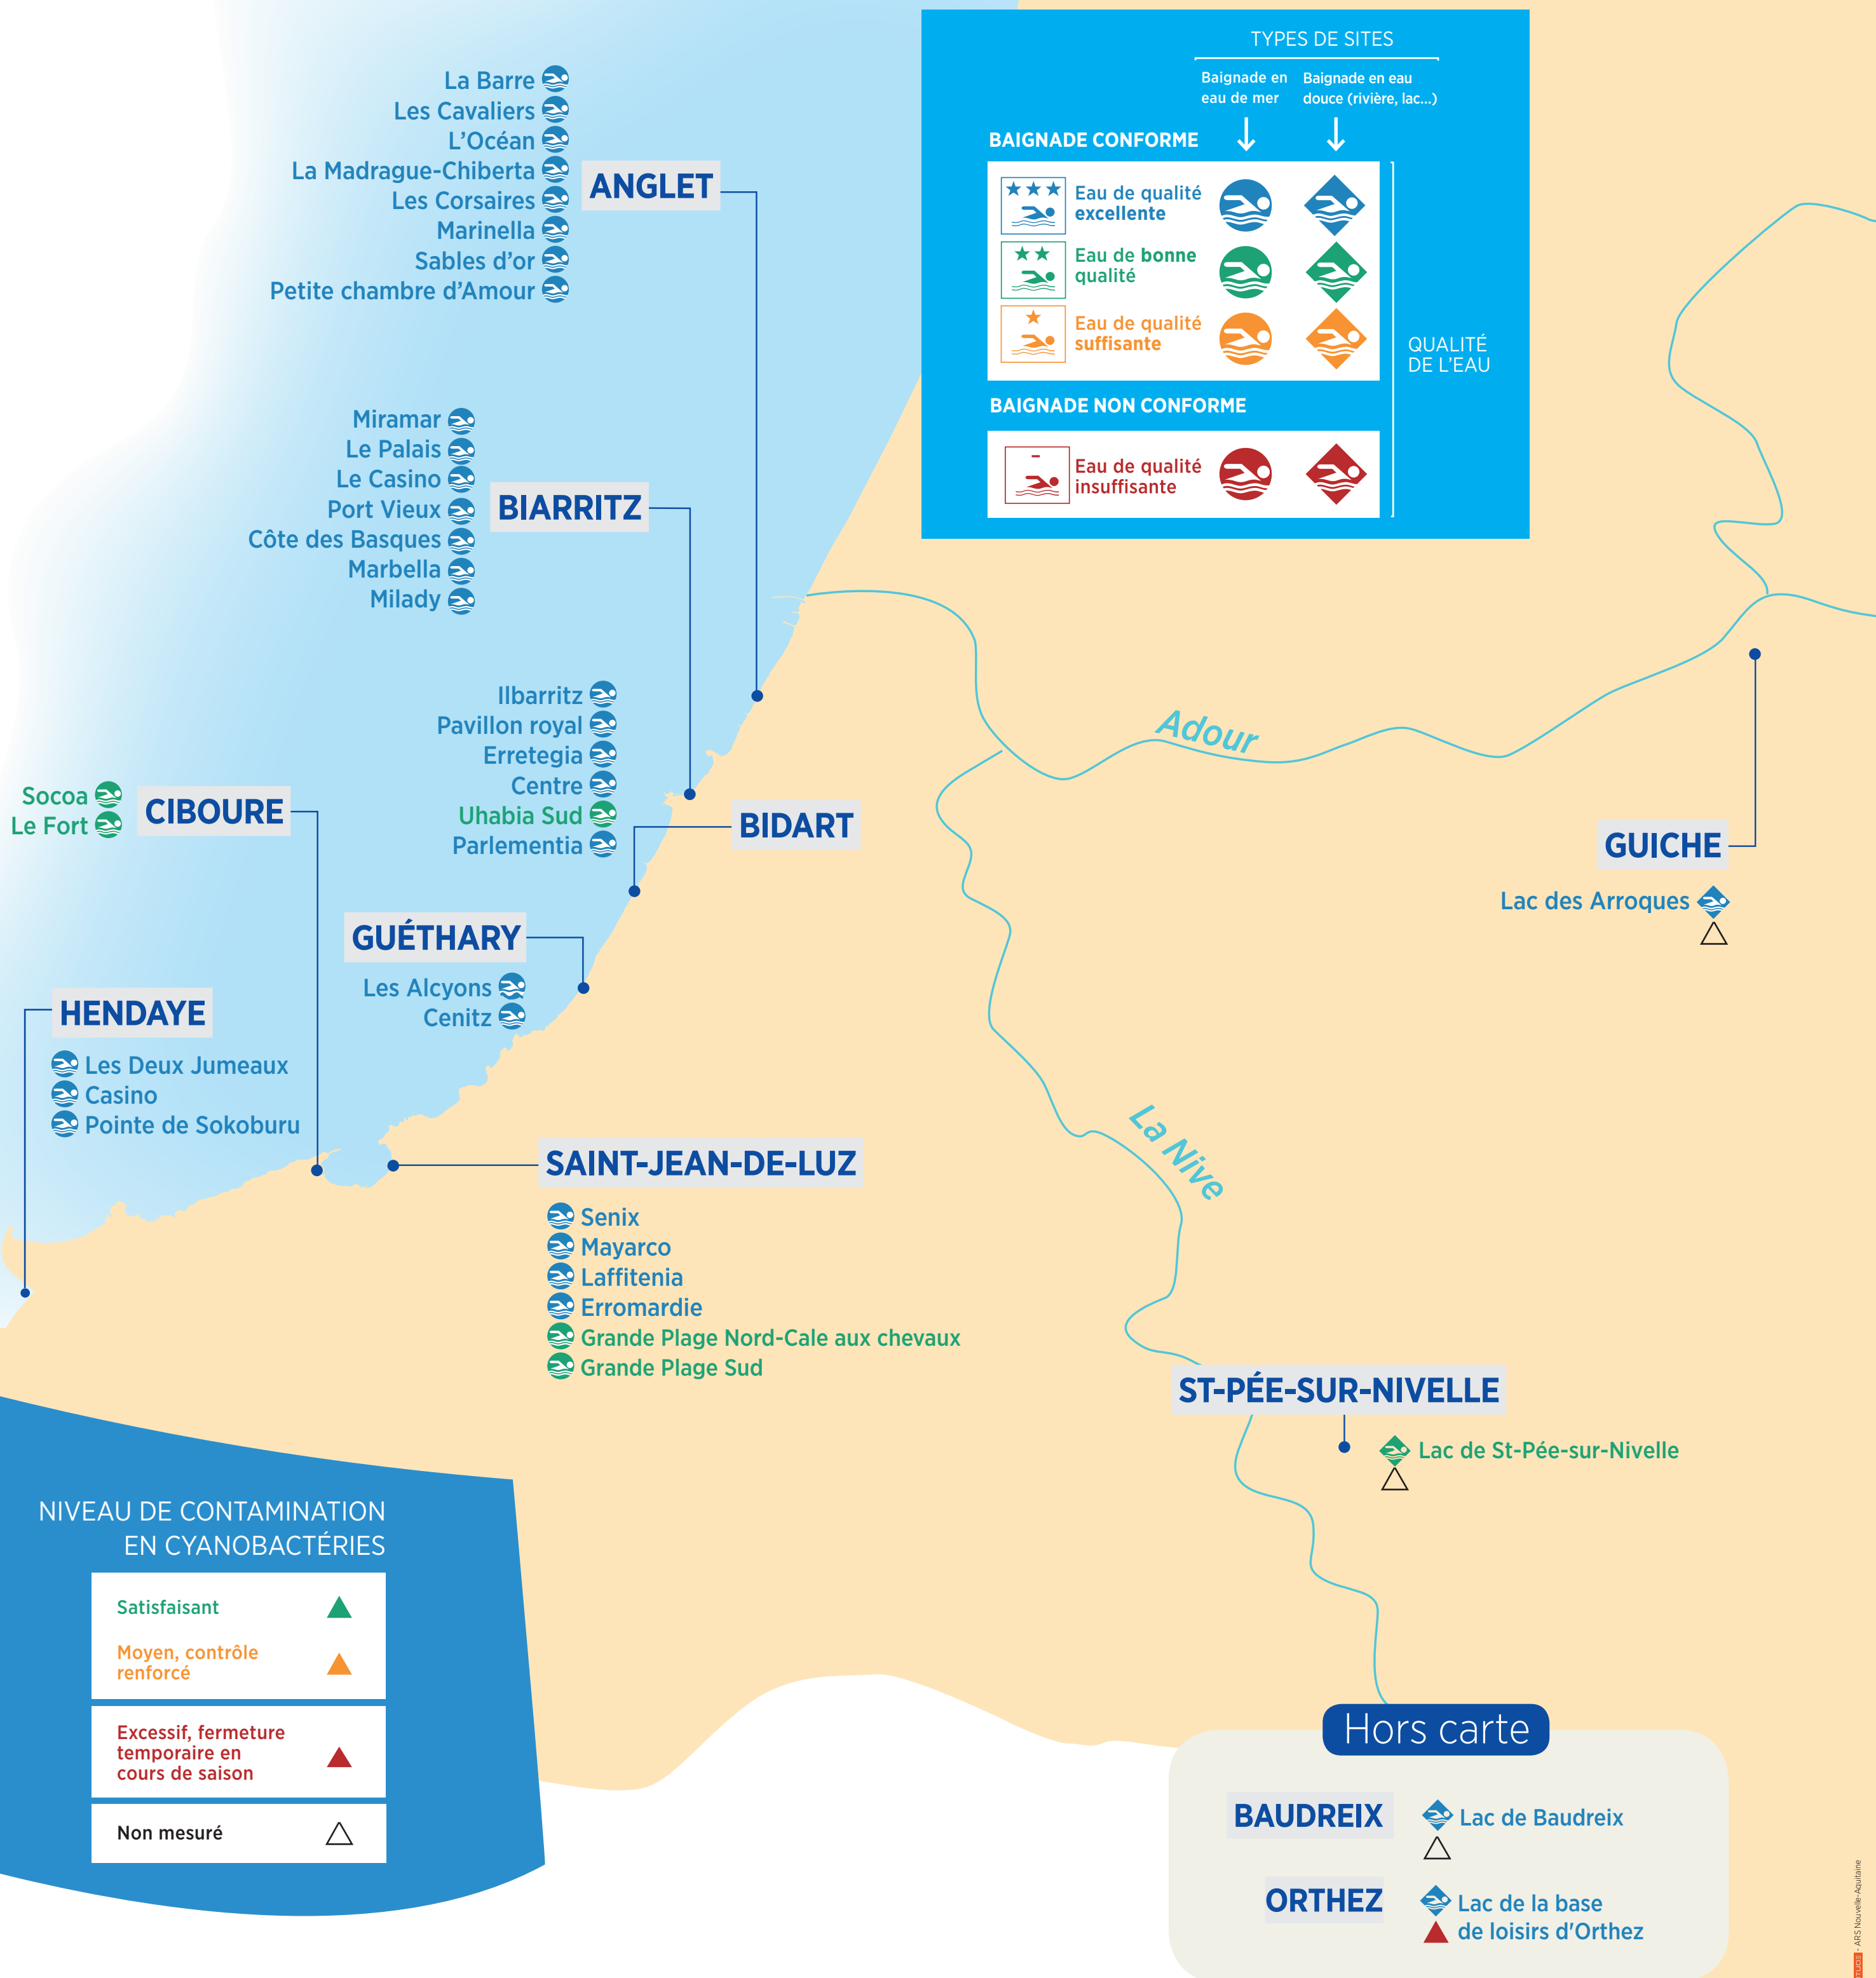 TYPES DE SITES
Baignade en
eau de mer
Baignade en eau
douce (rivière, lac...)
BAIGNADE CONFORME
Eau de qualité
excellente
Eau de bonne
qualité
Eau de qualité
suffisante
QUALITÉ
DE L'EAU
BAIGNADE NON CONFORME
Eau de qualité
insuffisante
La Barre
Les Cavaliers
L'Océan
La Madrague-Chiberta
Les Corsaires
Marinella
Sables d'or
Petite chambre d'Amour
ANGLET
Miramar
Le Palais
Le Casino
Port Vieux
Côte des Basques
Marbella
Milady
BIARRITZ
Ilbarritz
Pavillon royal
Erretegia
Centre
Uhabia Sud
Parlementia
BIDART
Adour
Socoa
Le Fort
CIBOURE
GUICHE
Lac des Arroques
GUÉTHARY
Les Alcyons
Cenitz
HENDAYE
Les Deux Jumeaux
Casino
Pointe de Sokoburu
La Nive
SAINT-JEAN-DE-LUZ
Senix
Mayarco
Laffitenia
Erromardie
Grande Plage Nord-Cale aux chevaux
Grande Plage Sud
ST-PÉE-SUR-NIVELLE
Lac de St-Pée-sur-Nivelle
NIVEAU DE CONTAMINATION
EN CYANOBACTÉRIES
Satisfaisant
Moyen, contrôle
renforcé
Excessif, fermeture
temporaire en
cours de saison
Non mesuré
Hors carte
BAUDREIX
Lac de Baudreix
ORTHEZ
Lac de la base
de loisirs d'Orthez
- ARS Nouvelle-Aquitaine